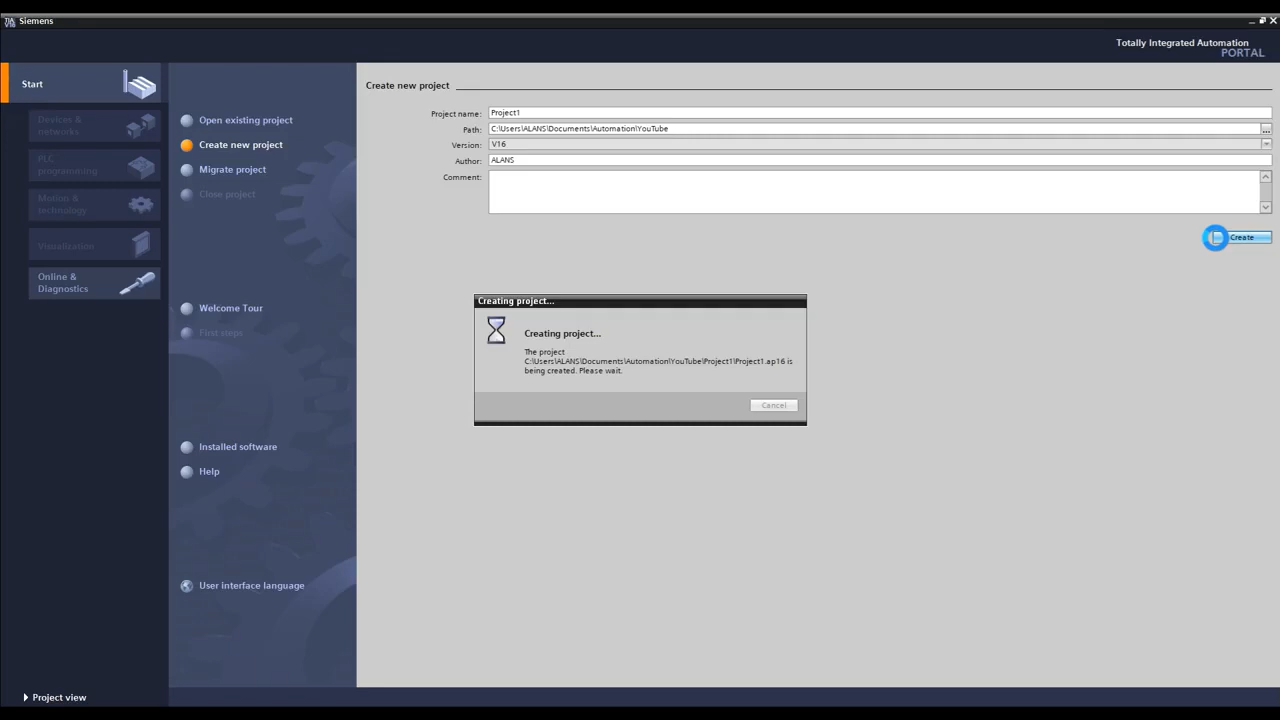 Siemens
Totally Integrated Automation
PORTAL
Start
Devices &
networks
PLC
programming
Motion &
technology
Visualization
Online &
Diagnostics
Open existing project
Create new project
Migrate project
Close project
Welcome Tour
First steps
Installed software
Help
User interface language
Create new project
Project name: Project1
Path: C:\Users\ALANS\Documents\Automation\YouTube
...
Version: V16
Author: ALANS
Comment:
Create
Creating project...
Creating project...
The project
C:\Users\ALANS\Documents\Automation\YouTube\Project1\Project1.ap16 is
being created. Please wait.
Cancel
Project view